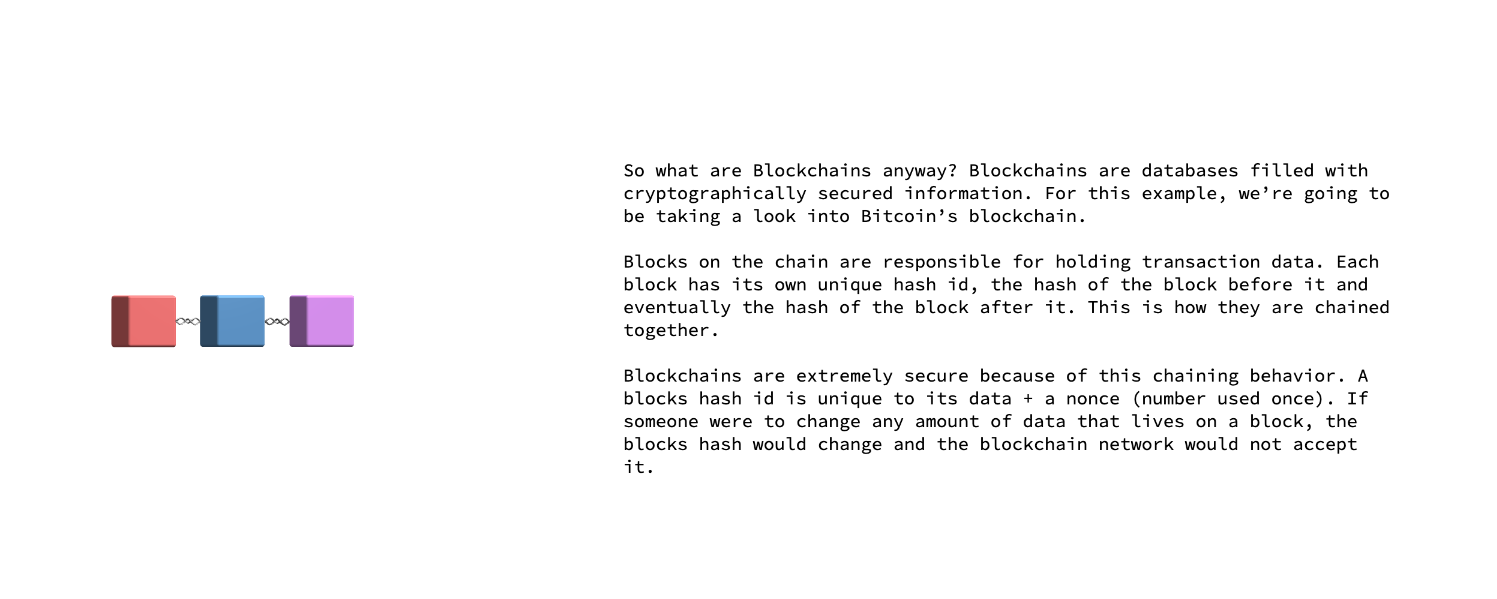 So what are Blockchains anyway? Blockchains are databases filled with
cryptographically secured information. For this example, we’re going to
be taking a look into Bitcoin’s blockchain.
Blocks on the chain are responsible for holding transaction data. Each
block has its own unique hash id, the hash of the block before it and
eventually the hash of the block after it. This is how they are chained
together.
Blockchains are extremely secure because of this chaining behavior. A
blocks hash id is unique to its data + a nonce (number used once). If
someone were to change any amount of data that lives on a block, the
blocks hash would change and the blockchain network would not accept
it.